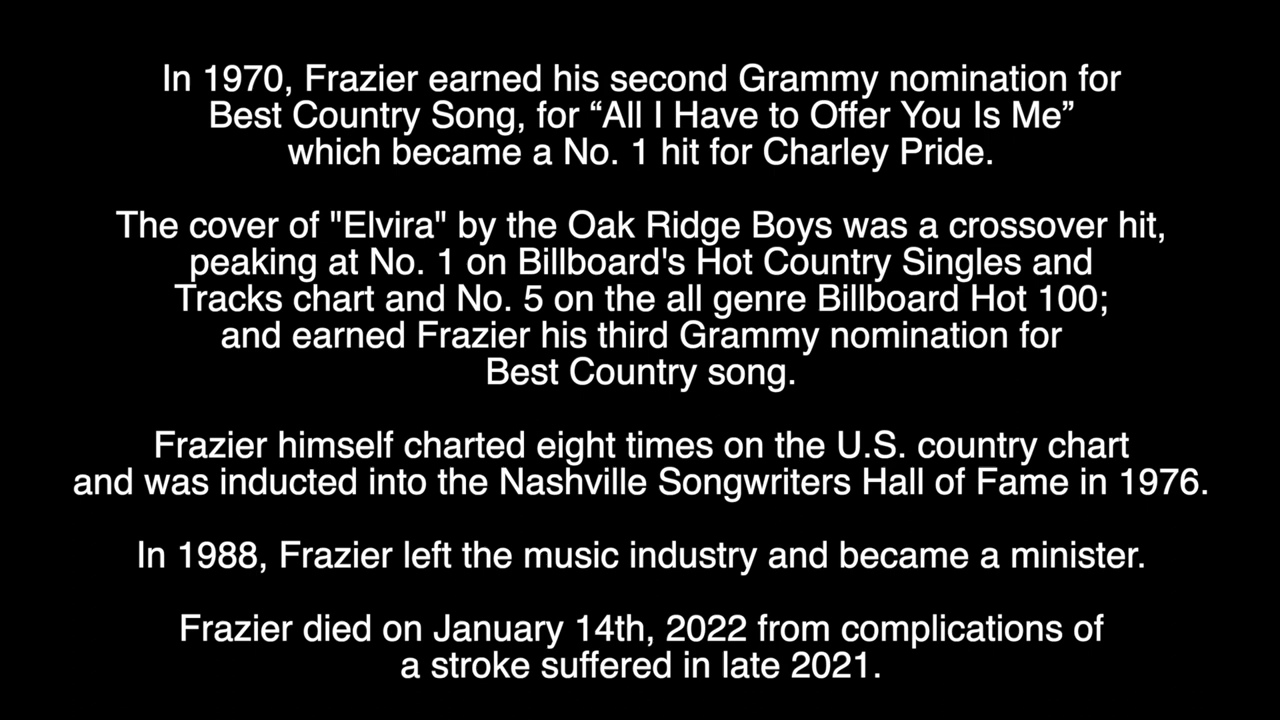 In 1970, Frazier earned his second Grammy nomination for
Best Country Song, for “All I Have to Offer You Is Me”
which became a No. 1 hit for Charley Pride.
The cover of "Elvira" by the Oak Ridge Boys was a crossover hit,
peaking at No. 1 on Billboard's Hot Country Singles and
Tracks chart and No. 5 on the all genre Billboard Hot 100;
and earned Frazier his third Grammy nomination for
Best Country song.
Frazier himself charted eight times on the U.S. country chart
and was inducted into the Nashville Songwriters Hall of Fame in 1976.
In 1988, Frazier left the music industry and became a minister.
Frazier died on January 14th, 2022 from complications of
a stroke suffered in late 2021.